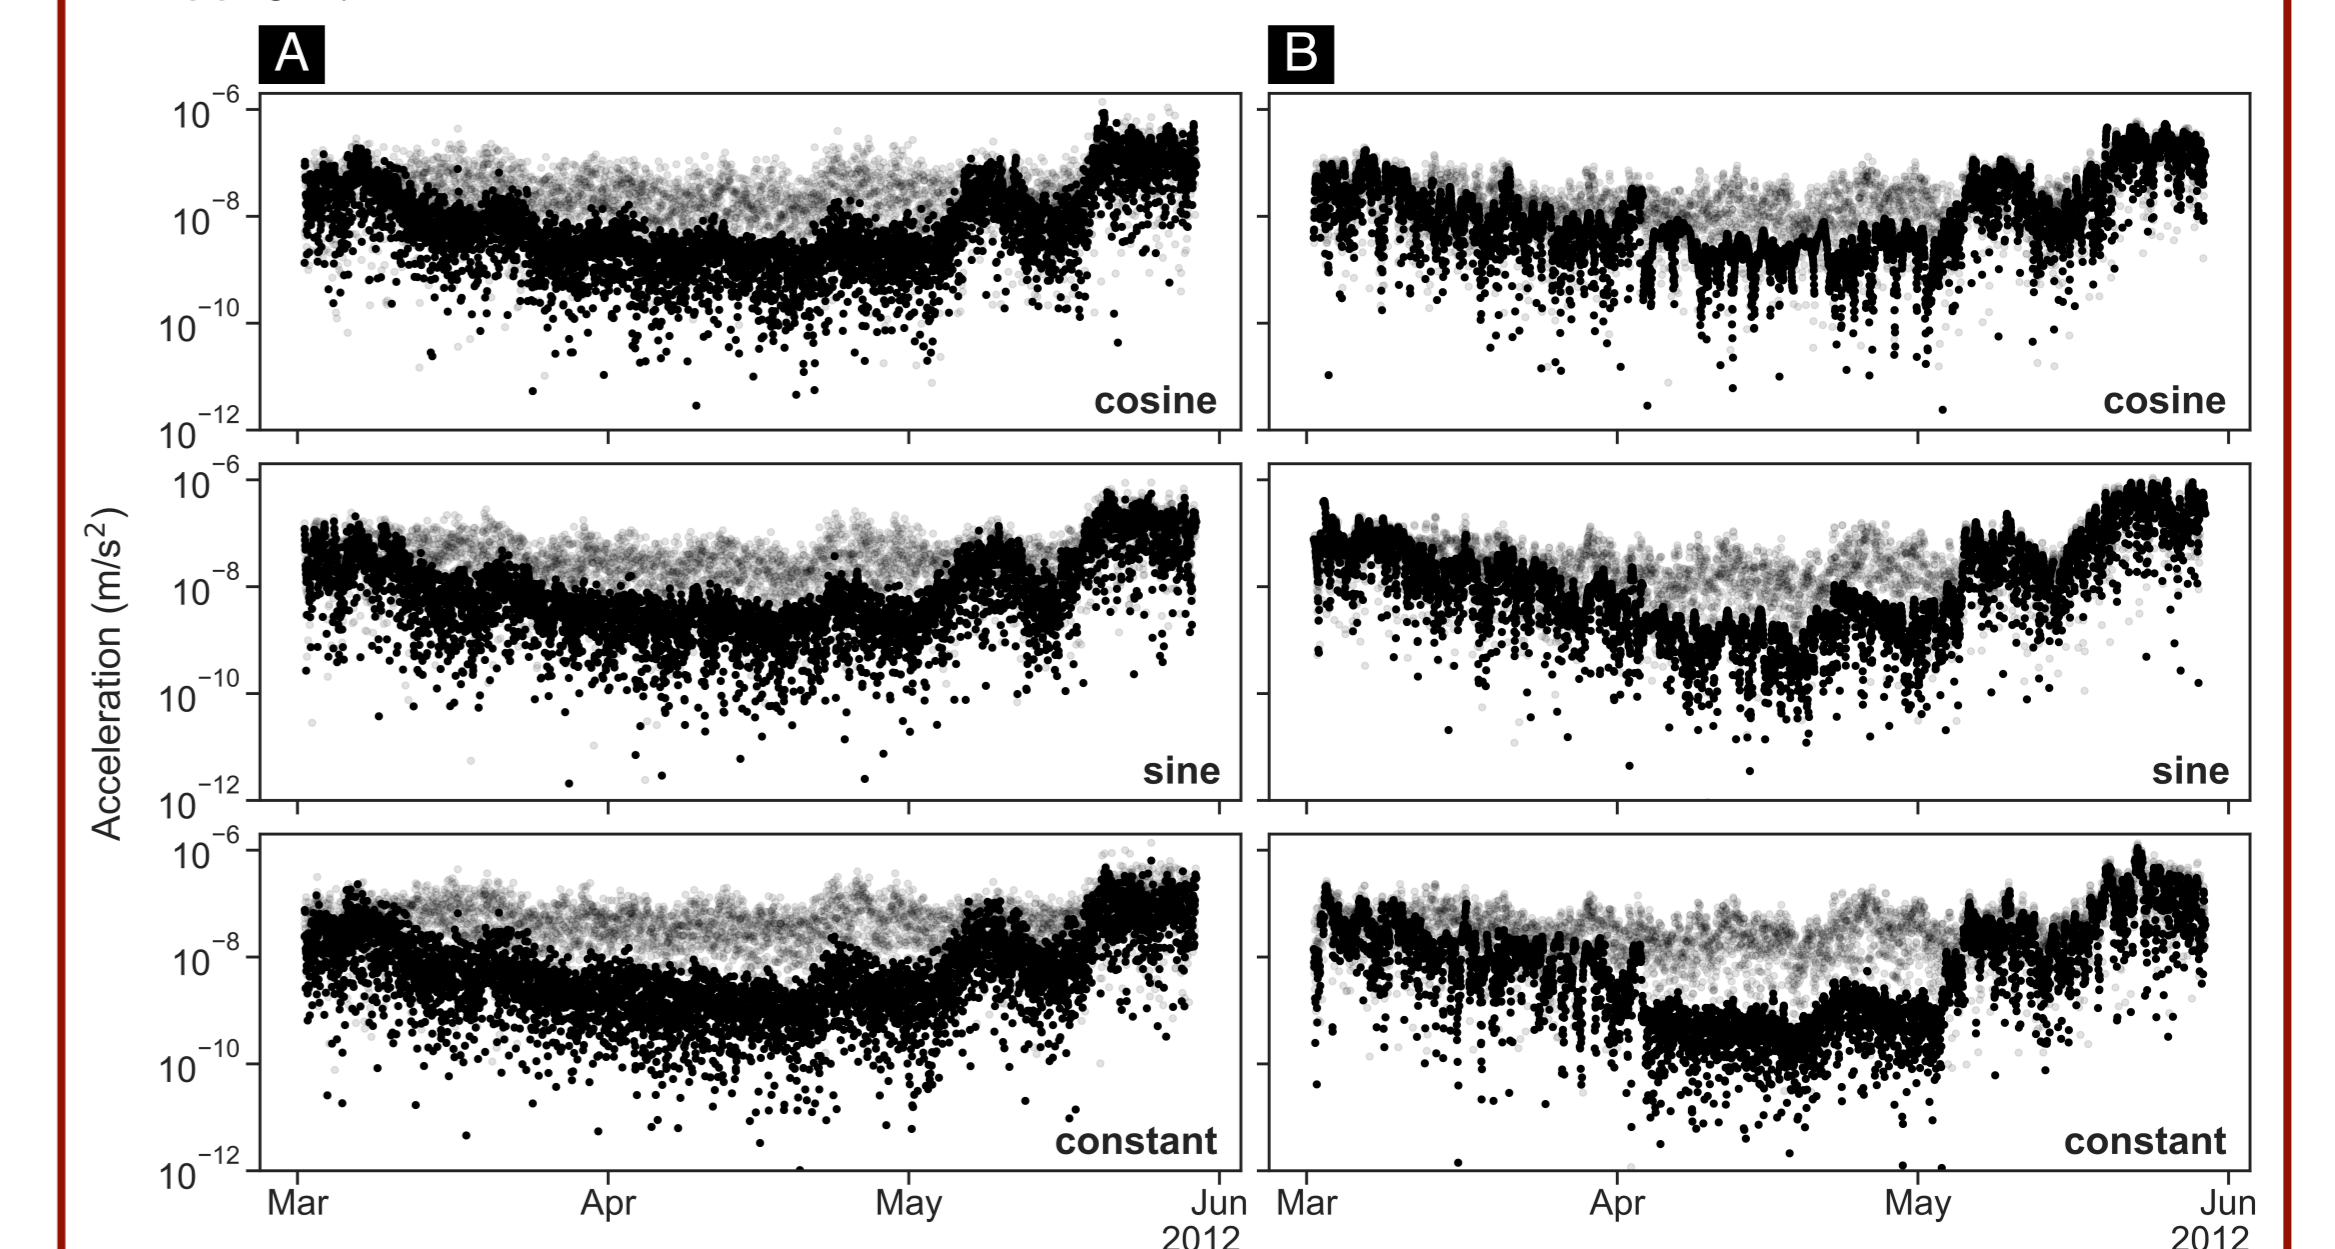 A B
10⁻⁶
10⁻⁸
10⁻¹⁰
10⁻¹²
cosine cosine
10⁻⁶
10⁻⁸
10⁻¹⁰
10⁻¹²
sine sine
Acceleration (m/s²)
10⁻⁶
10⁻⁸
10⁻¹⁰
10⁻¹²
constant constant
Mar Apr May Jun Mar Apr May Jun
2012 2012